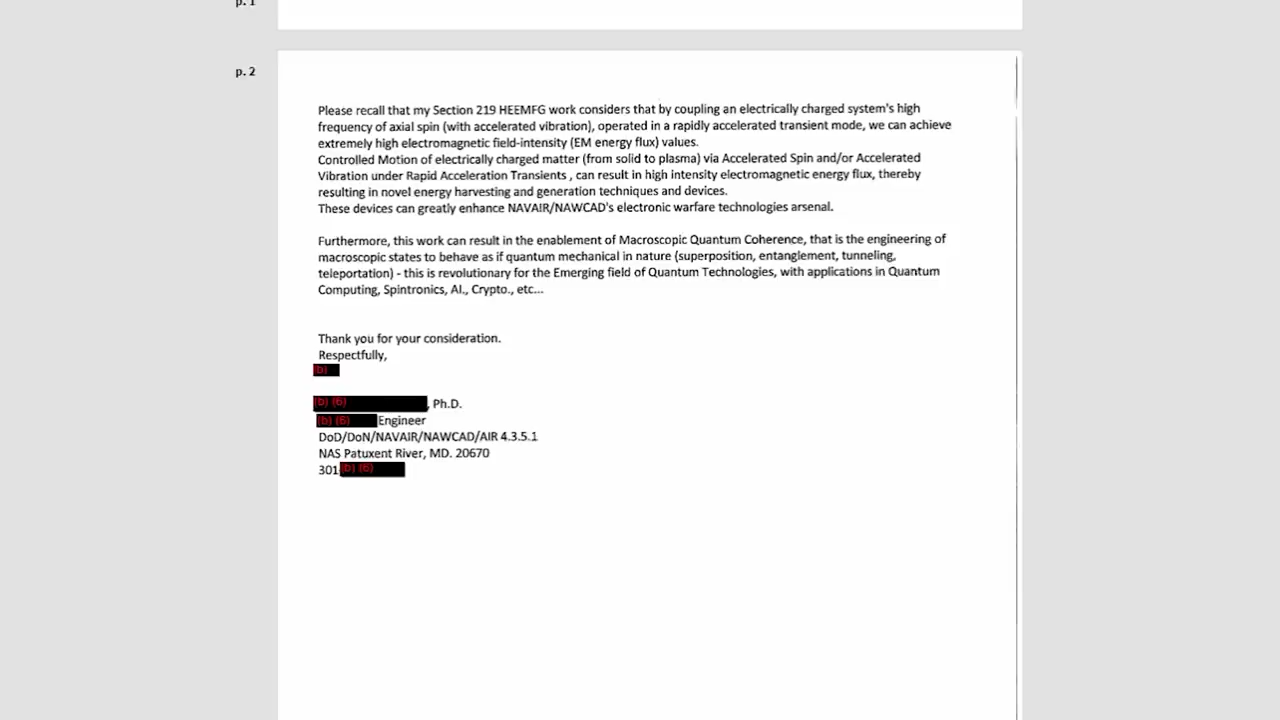 p. 1
p. 2
Please recall that my Section 219 HEEMFG work considers that by coupling an electrically charged system's high
frequency of axial spin (with accelerated vibration), operated in a rapidly accelerated transient mode, we can achieve
extremely high electromagnetic field-intensity (EM energy flux) values.
Controlled Motion of electrically charged matter (from solid to plasma) via Accelerated Spin and/or Accelerated
Vibration under Rapid Acceleration Transients , can result in high intensity electromagnetic energy flux, thereby
resulting in novel energy harvesting and generation techniques and devices.
These devices can greatly enhance NAVAIR/NAWCAD's electronic warfare technologies arsenal.
Furthermore, this work can result in the enablement of Macroscopic Quantum Coherence, that is the engineering of
macroscopic states to behave as if quantum mechanical in nature (superposition, entanglement, tunneling,
teleportation) - this is revolutionary for the Emerging field of Quantum Technologies, with applications in Quantum
Computing, Spintronics, AI., Crypto., etc...
Thank you for your consideration.
Respectfully,
(b)
(b) (6) , Ph.D.
(b) (6) Engineer
DoD/DoN/NAVAIR/NAWCAD/AIR 4.3.5.1
NAS Patuxent River, MD. 20670
301 (b) (6)